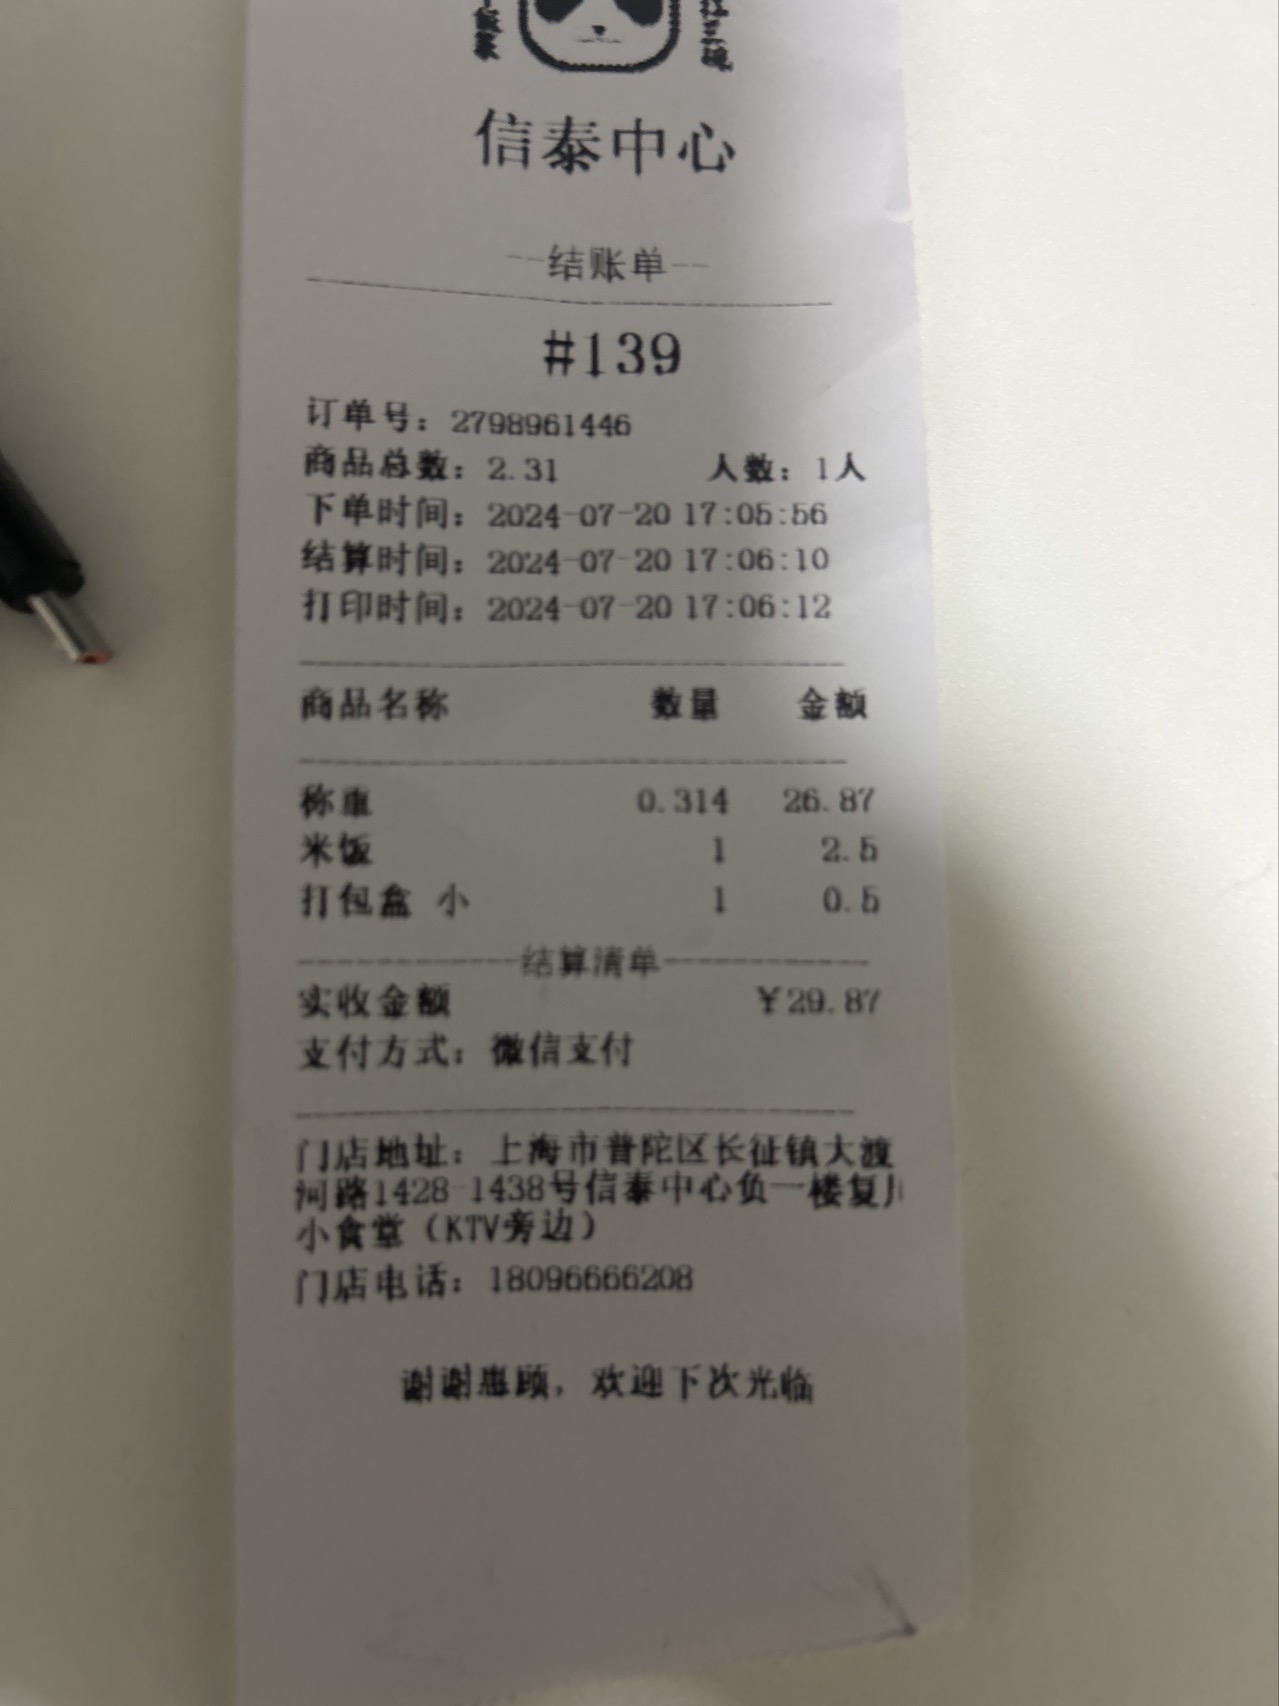 信泰中心
--结账单--
#139
订单号：2798961446
商品总数：2.31 人数：1人
下单时间：2024-07-20 17:05:56
结算时间：2024-07-20 17:06:10
打印时间：2024-07-20 17:06:12
商品名称 数量 金额
称重 0.314 26.87
米饭 1 2.5
打包盒 小 1 0.5
------------结算清单------------
实收金额 ￥29.87
支付方式：微信支付
门店地址：上海市普陀区长征镇大渡
河路1428-1438号信泰中心负一楼复
小食堂（KTV旁边）
门店电话：18096666208
谢谢惠顾，欢迎下次光临